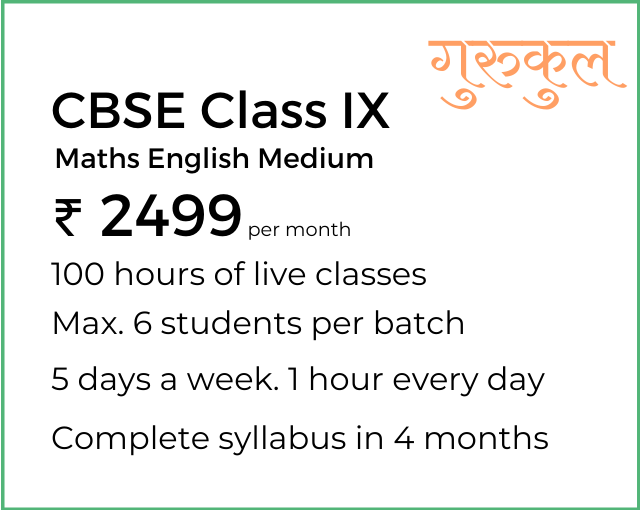 गुरुकुल
CBSE Class IX
Maths English Medium
₹ 2499 per month
100 hours of live classes
Max. 6 students per batch
5 days a week. 1 hour every day
Complete syllabus in 4 months